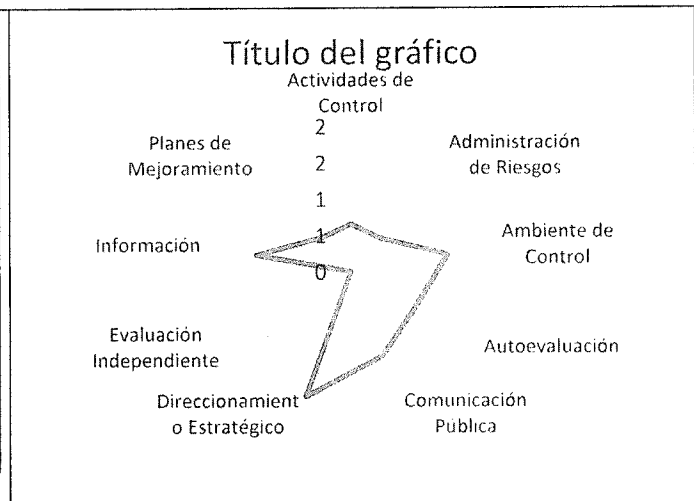 Título del gráfico
Actividades de
Control
2
2
1
1
0
Administración
de Riesgos
Ambiente de
Control
Autoevaluación
Comunicación
Pública
Direccionamient
o Estratégico
Evaluación
Independiente
Información
Planes de
Mejoramiento